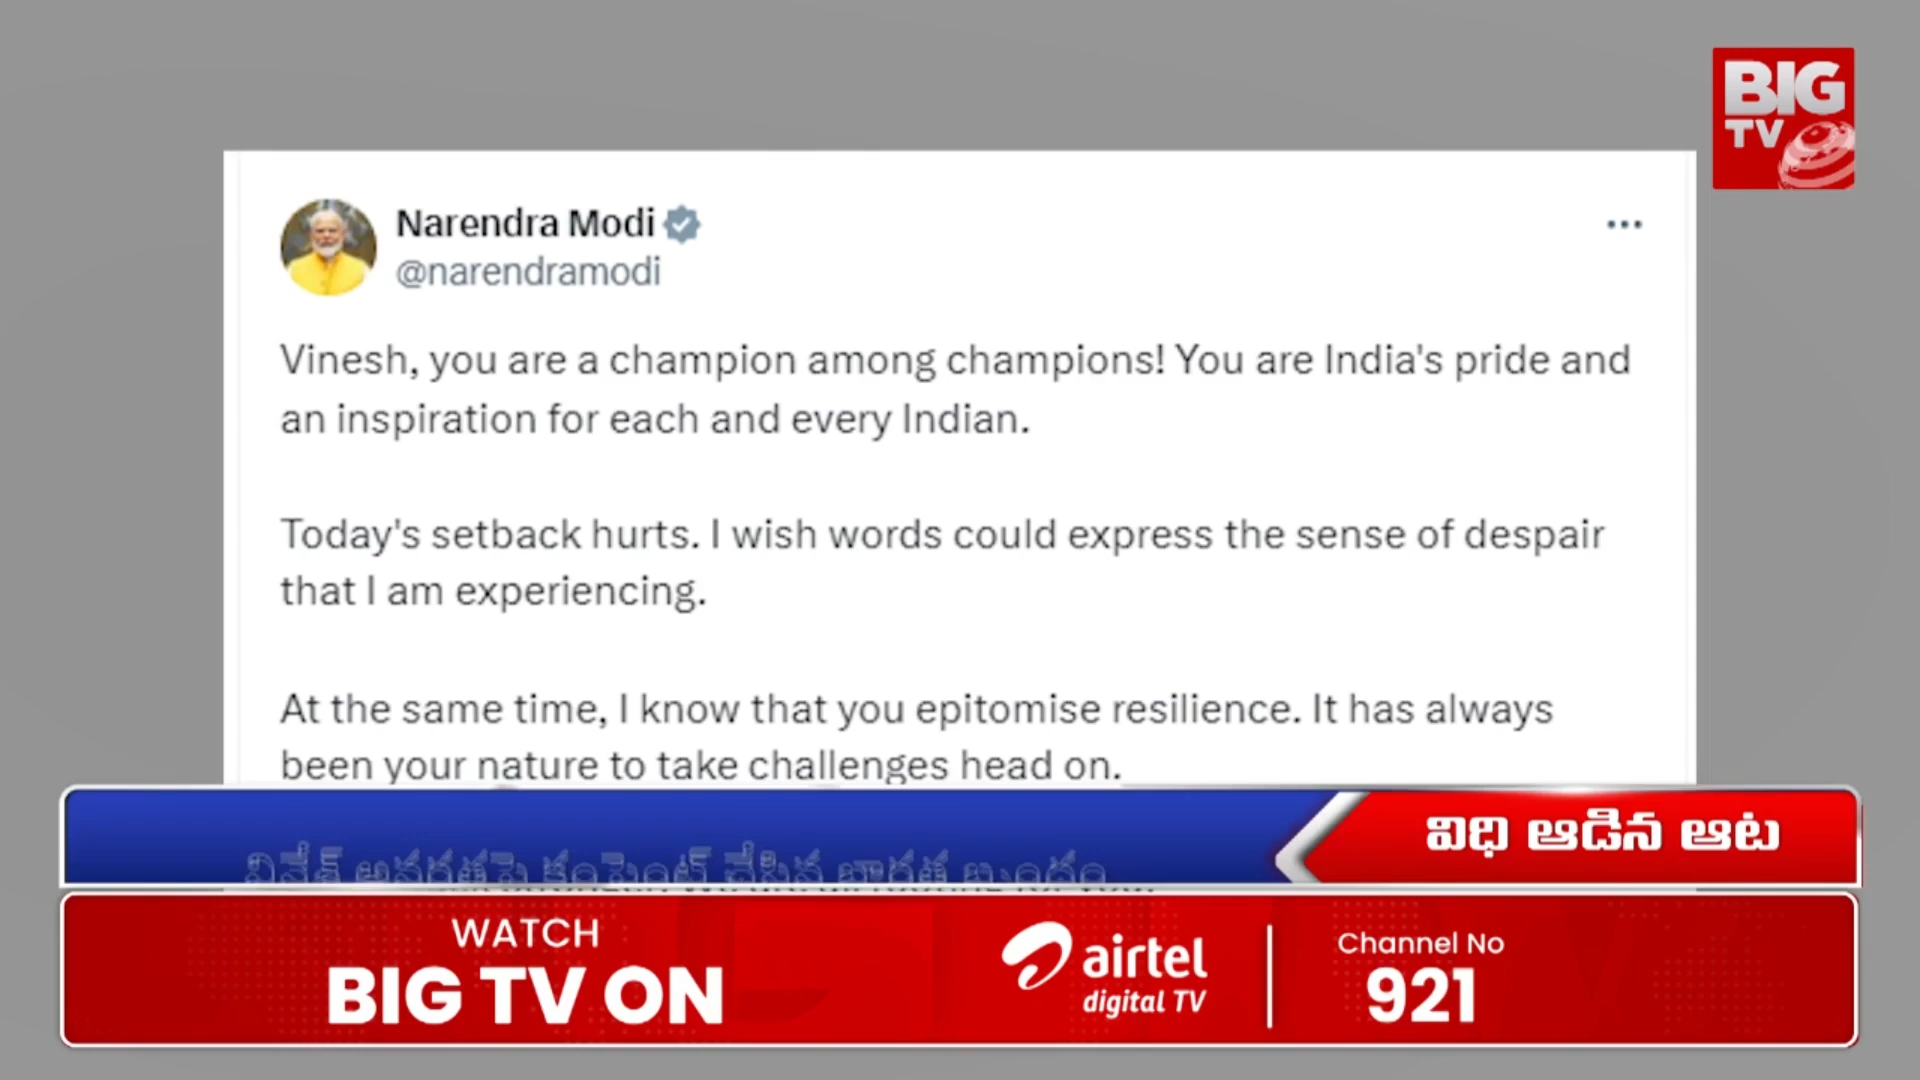 BIG
TV
Narendra Modi
@narendramodi
Vinesh, you are a champion among champions! You are India's pride and
an inspiration for each and every Indian.
Today's setback hurts. I wish words could express the sense of despair
that I am experiencing.
At the same time, I know that you epitomise resilience. It has always
been your nature to take challenges head on.
విధి ఆడిన ఆట
WATCH
BIG TV ON
airtel
digital TV
Channel No
921